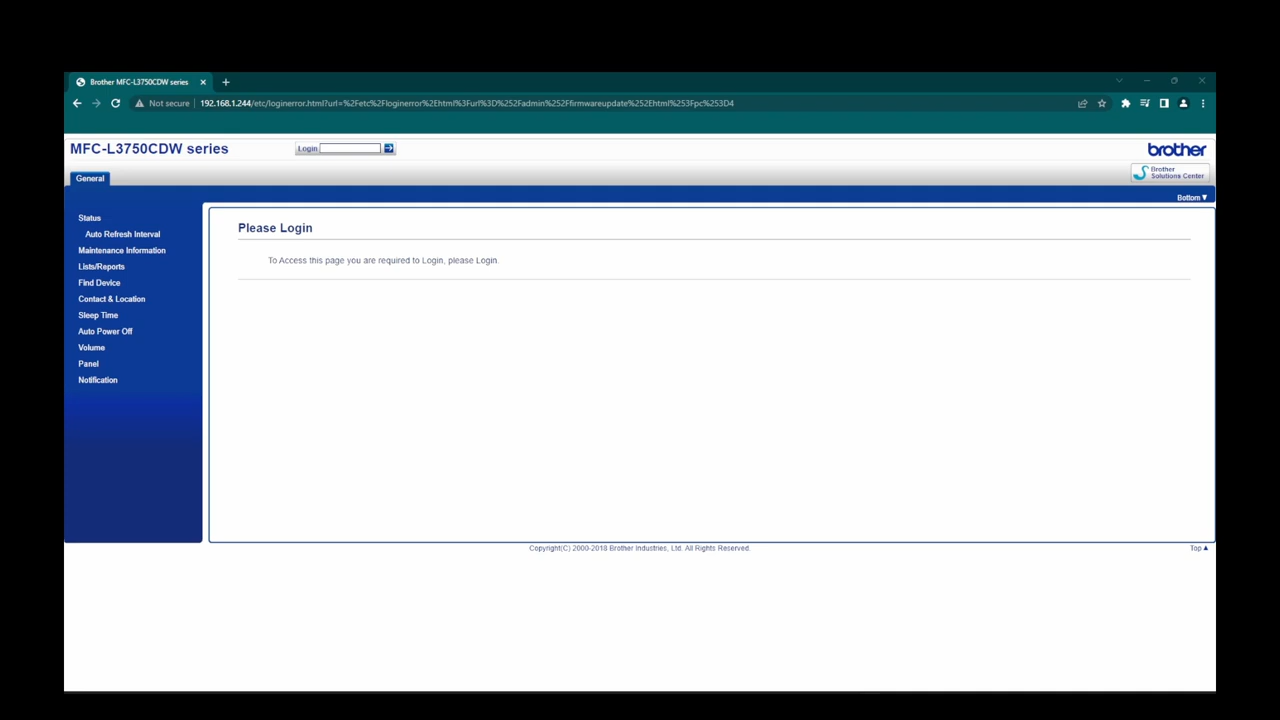 Brother MFC-L3750CDW series
Not secure 192.168.1.244/etc/loginerror.html?url=%2Fetc%2Floginerror%2Ehtml%3Furl%3D%252Fadmin%252Ffirmwareupdate%252Ehtml%253Fpc%253D4
MFC-L3750CDW series
Login
brother
Brother
Solutions Center
General
Bottom▼
Status
Auto Refresh Interval
Maintenance Information
Lists/Reports
Find Device
Contact & Location
Sleep Time
Auto Power Off
Volume
Panel
Notification
Please Login
To Access this page you are required to Login, please Login.
Copyright(C) 2000-2018 Brother Industries, Ltd. All Rights Reserved.
Top▲